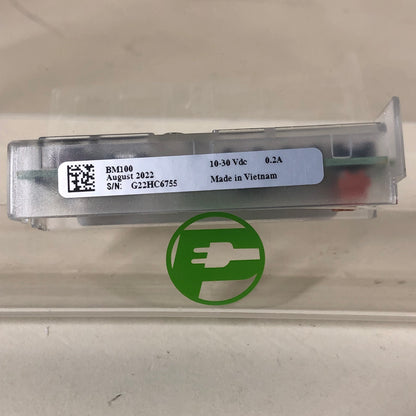 BM100
August 2022
S/N: G22HC6755
10-30 Vdc 0.2A
Made in Vietnam